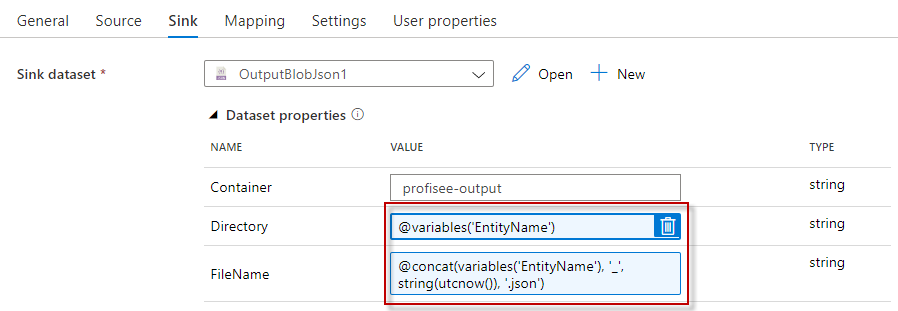 General Source Sink Mapping Settings User properties
Sink dataset * OutputBlobJson1 Open New
Dataset properties
NAME VALUE TYPE
Container profisee-output string
Directory @variables('EntityName') string
FileName @concat(variables('EntityName'), '_', string
string(utcnow()), '.json')